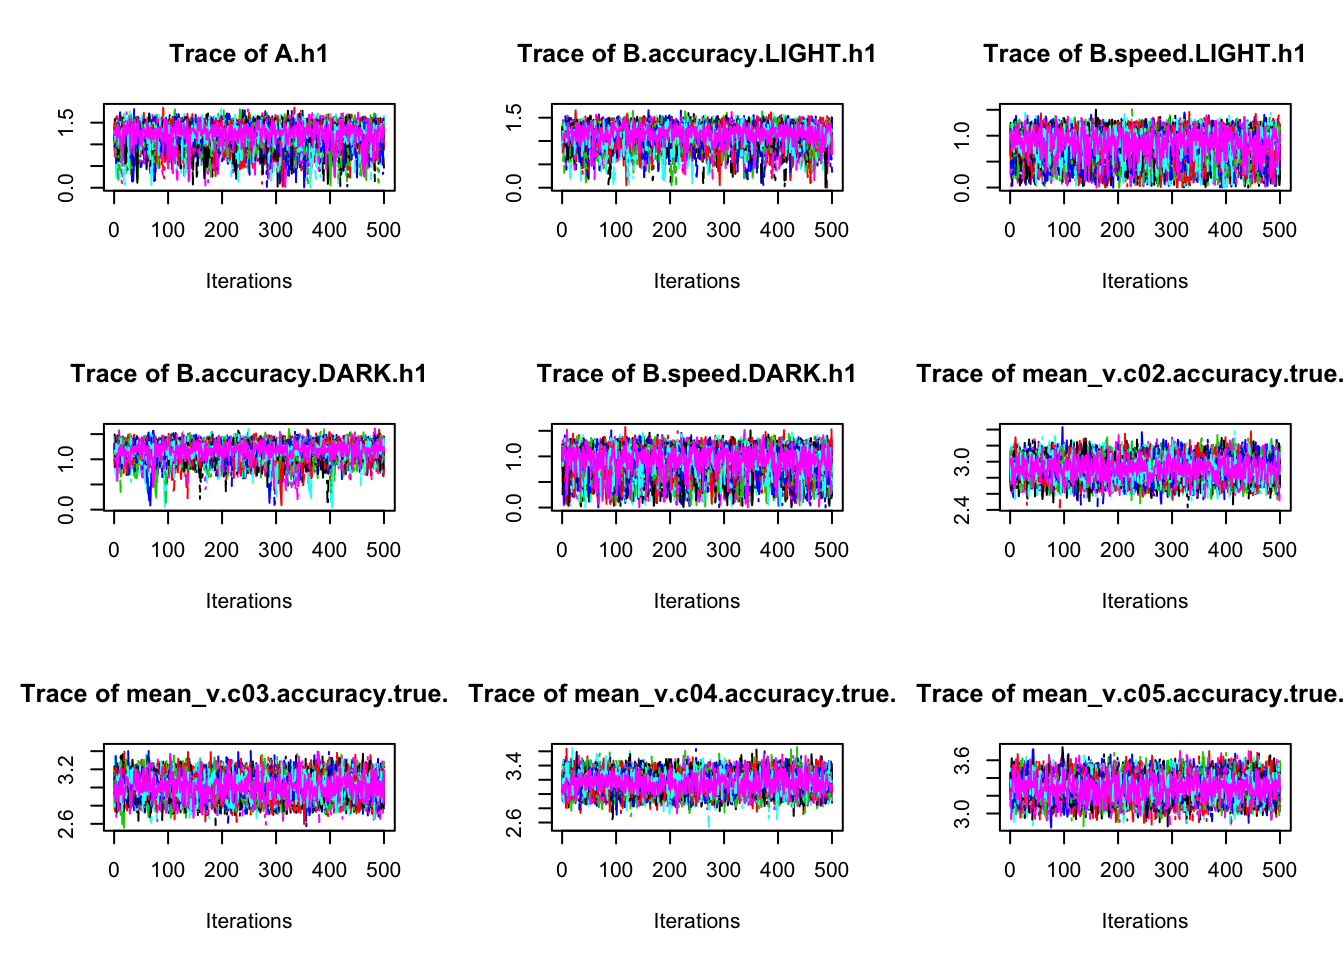 Trace of A.h1
0.0 1.5
0 100 200 300 400 500
Iterations
Trace of B.accuracy.LIGHT.h1
0.0 1.5
0 100 200 300 400 500
Iterations
Trace of B.speed.LIGHT.h1
0.0 1.0
0 100 200 300 400 500
Iterations
Trace of B.accuracy.DARK.h1
0.0 1.0
0 100 200 300 400 500
Iterations
Trace of B.speed.DARK.h1
0.0 1.0
0 100 200 300 400 500
Iterations
Trace of mean_v.c02.accuracy.true.
2.4 3.0
0 100 200 300 400 500
Iterations
Trace of mean_v.c03.accuracy.true.
2.6 3.2
0 100 200 300 400 500
Iterations
Trace of mean_v.c04.accuracy.true.
2.6 3.4
0 100 200 300 400 500
Iterations
Trace of mean_v.c05.accuracy.true.
3.0 3.6
0 100 200 300 400 500
Iterations